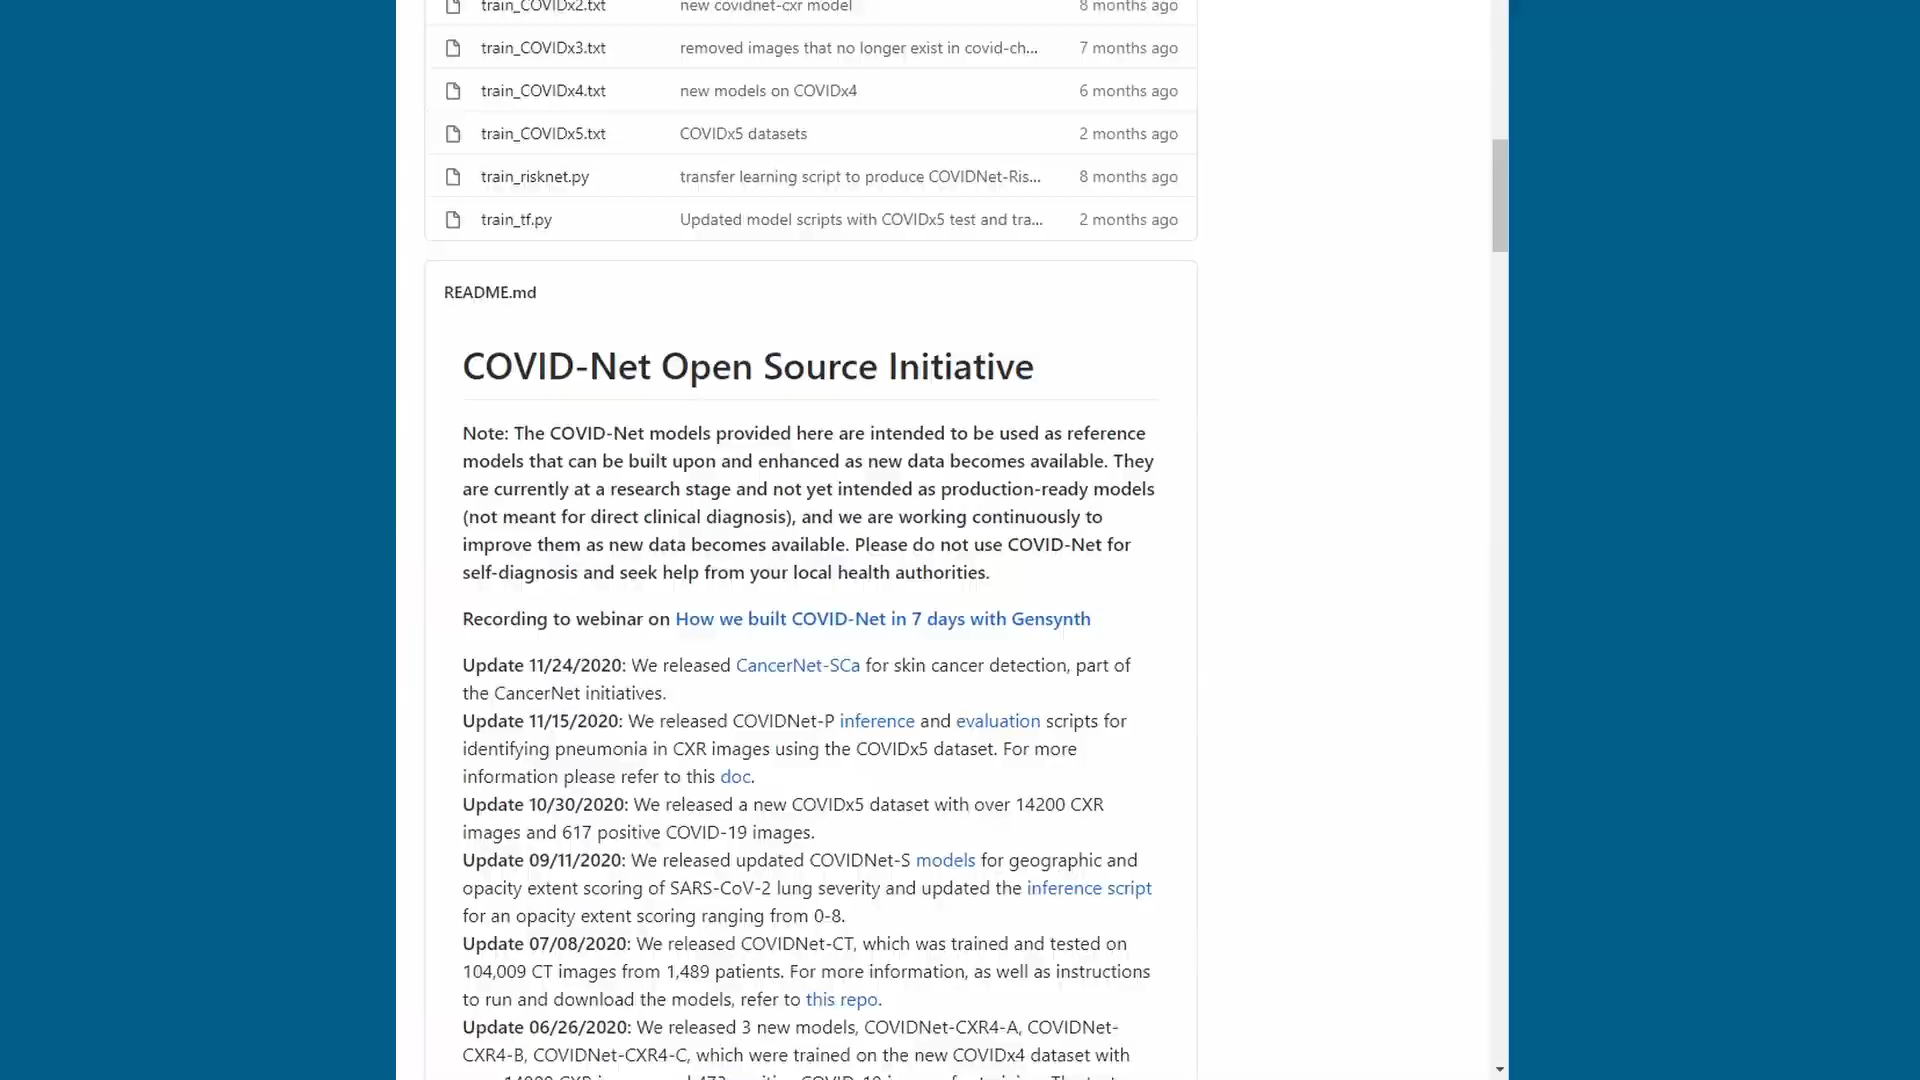 train_COVIDx2.txt new covidnet-cxr model 8 months ago
train_COVIDx3.txt removed images that no longer exist in covid-ch... 7 months ago
train_COVIDx4.txt new models on COVIDx4 6 months ago
train_COVIDx5.txt COVIDx5 datasets 2 months ago
train_risknet.py transfer learning script to produce COVIDNet-Ris... 8 months ago
train_tf.py Updated model scripts with COVIDx5 test and tra... 2 months ago
README.md
COVID-Net Open Source Initiative
Note: The COVID-Net models provided here are intended to be used as reference
models that can be built upon and enhanced as new data becomes available. They
are currently at a research stage and not yet intended as production-ready models
(not meant for direct clinical diagnosis), and we are working continuously to
improve them as new data becomes available. Please do not use COVID-Net for
self-diagnosis and seek help from your local health authorities.
Recording to webinar on How we built COVID-Net in 7 days with Gensynth
Update 11/24/2020: We released CancerNet-SCa for skin cancer detection, part of
the CancerNet initiatives.
Update 11/15/2020: We released COVIDNet-P inference and evaluation scripts for
identifying pneumonia in CXR images using the COVIDx5 dataset. For more
information please refer to this doc.
Update 10/30/2020: We released a new COVIDx5 dataset with over 14200 CXR
images and 617 positive COVID-19 images.
Update 09/11/2020: We released updated COVIDNet-S models for geographic and
opacity extent scoring of SARS-CoV-2 lung severity and updated the inference script
for an opacity extent scoring ranging from 0-8.
Update 07/08/2020: We released COVIDNet-CT, which was trained and tested on
104,009 CT images from 1,489 patients. For more information, as well as instructions
to run and download the models, refer to this repo.
Update 06/26/2020: We released 3 new models, COVIDNet-CXR4-A, COVIDNet-
CXR4-B, COVIDNet-CXR4-C, which were trained on the new COVIDx4 dataset with